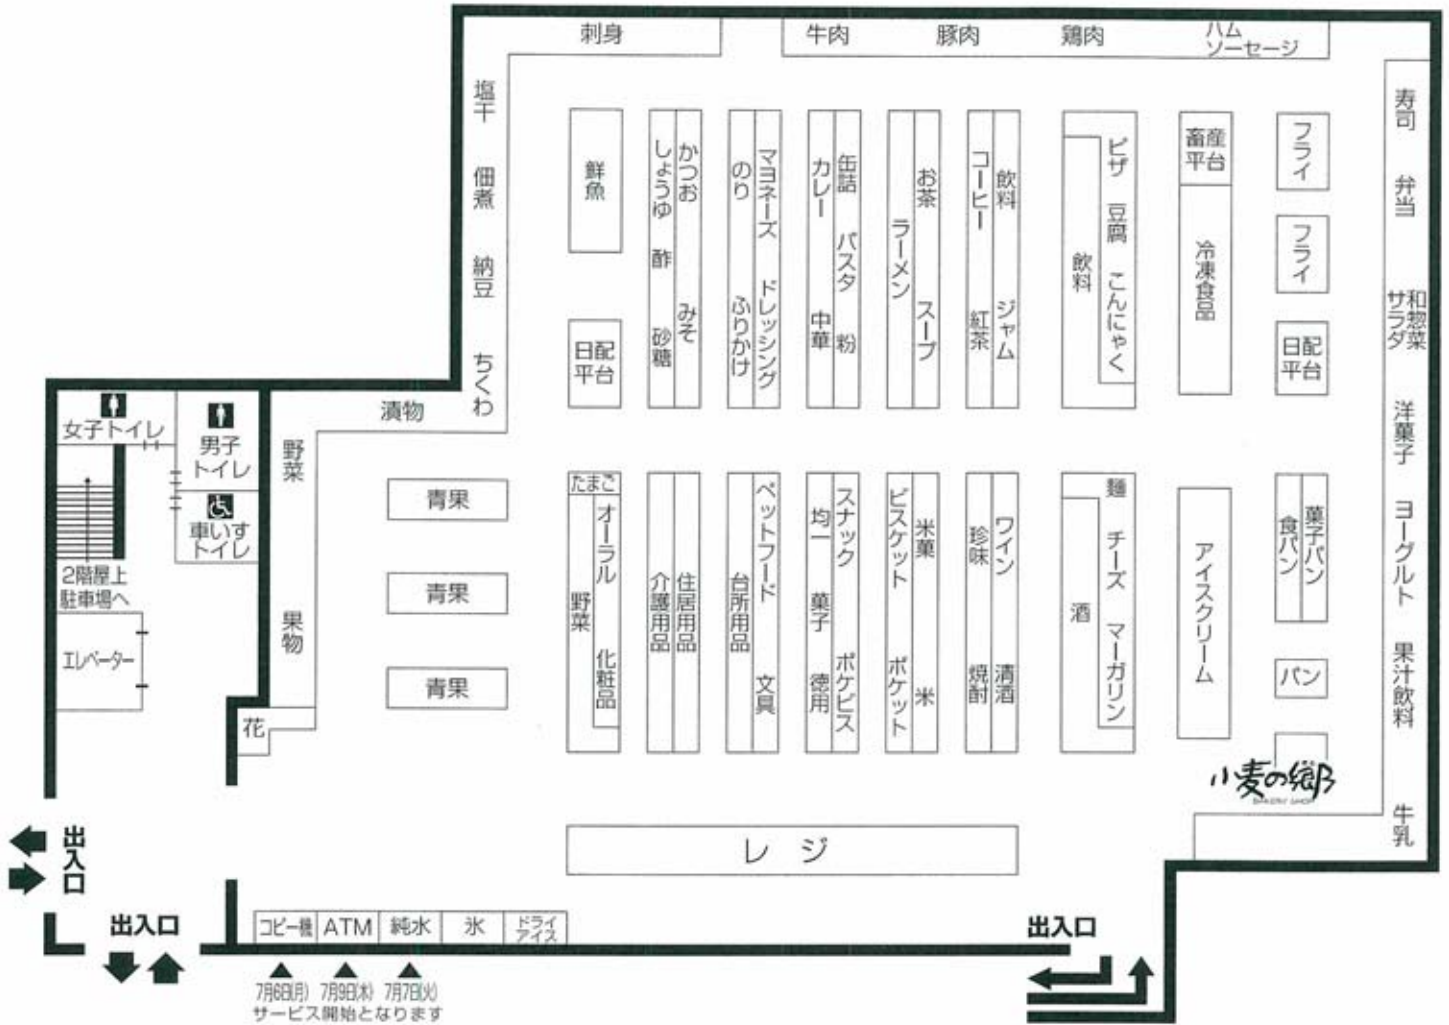 刺身
牛肉
豚肉
鶏肉
ハム
ソーセージ
塩干
佃煮
納豆
ちくわ
漬物
野菜
果物
花
寿司
弁当
和惣菜
サラダ
洋菓子
ヨーグルト
果汁飲料
牛乳
鮮魚
日配
平台
かつお
みそ
しょうゆ
酢
砂糖
マヨネーズ
ドレッシング
のり
ふりかけ
缶詰
パスタ
粉
カレー
中華
お茶
スープ
ラーメン
飲料
ジャム
コーヒー
紅茶
ピザ
豆腐
こんにゃく
飲料
畜産
平台
冷凍食品
フライ
フライ
日配
平台
女子トイレ
男子
トイレ
車いす
トイレ
2階屋上
駐車場へ
エレベーター
青果
青果
青果
たまご
オーラル
化粧品
野菜
住居用品
介護用品
ペットフード
文具
台所用品
スナック
ポケビス
均一
菓子
徳用
米菓
米
ビスケット
ポケット
ワイン
清酒
珍味
焼酎
麺
チーズ
マーガリン
酒
アイスクリーム
菓子パン
食パン
パン
小麦の郷
BAKERY SHOP
レジ
出入口
出入口
出入口
コピー機
ATM
純水
氷
ドライ
アイス
7月6日(月)
7月9日(木)
7月7日(火)
サービス開始となります